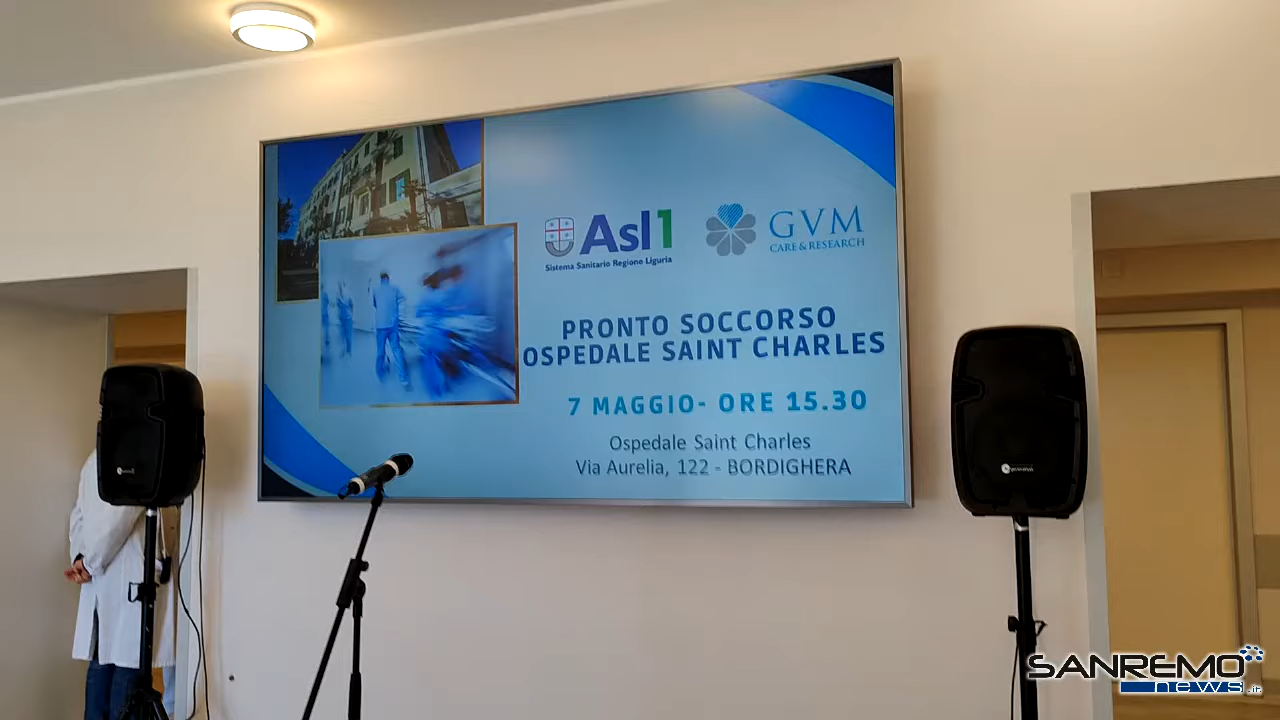 Asl1
Sistema Sanitario Regione Liguria
GVM
CARE & RESEARCH
PRONTO SOCCORSO
OSPEDALE SAINT CHARLES
7 MAGGIO- ORE 15.30
Ospedale Saint Charles
Via Aurelia, 122 - BORDIGHERA
SANREMO
news.it